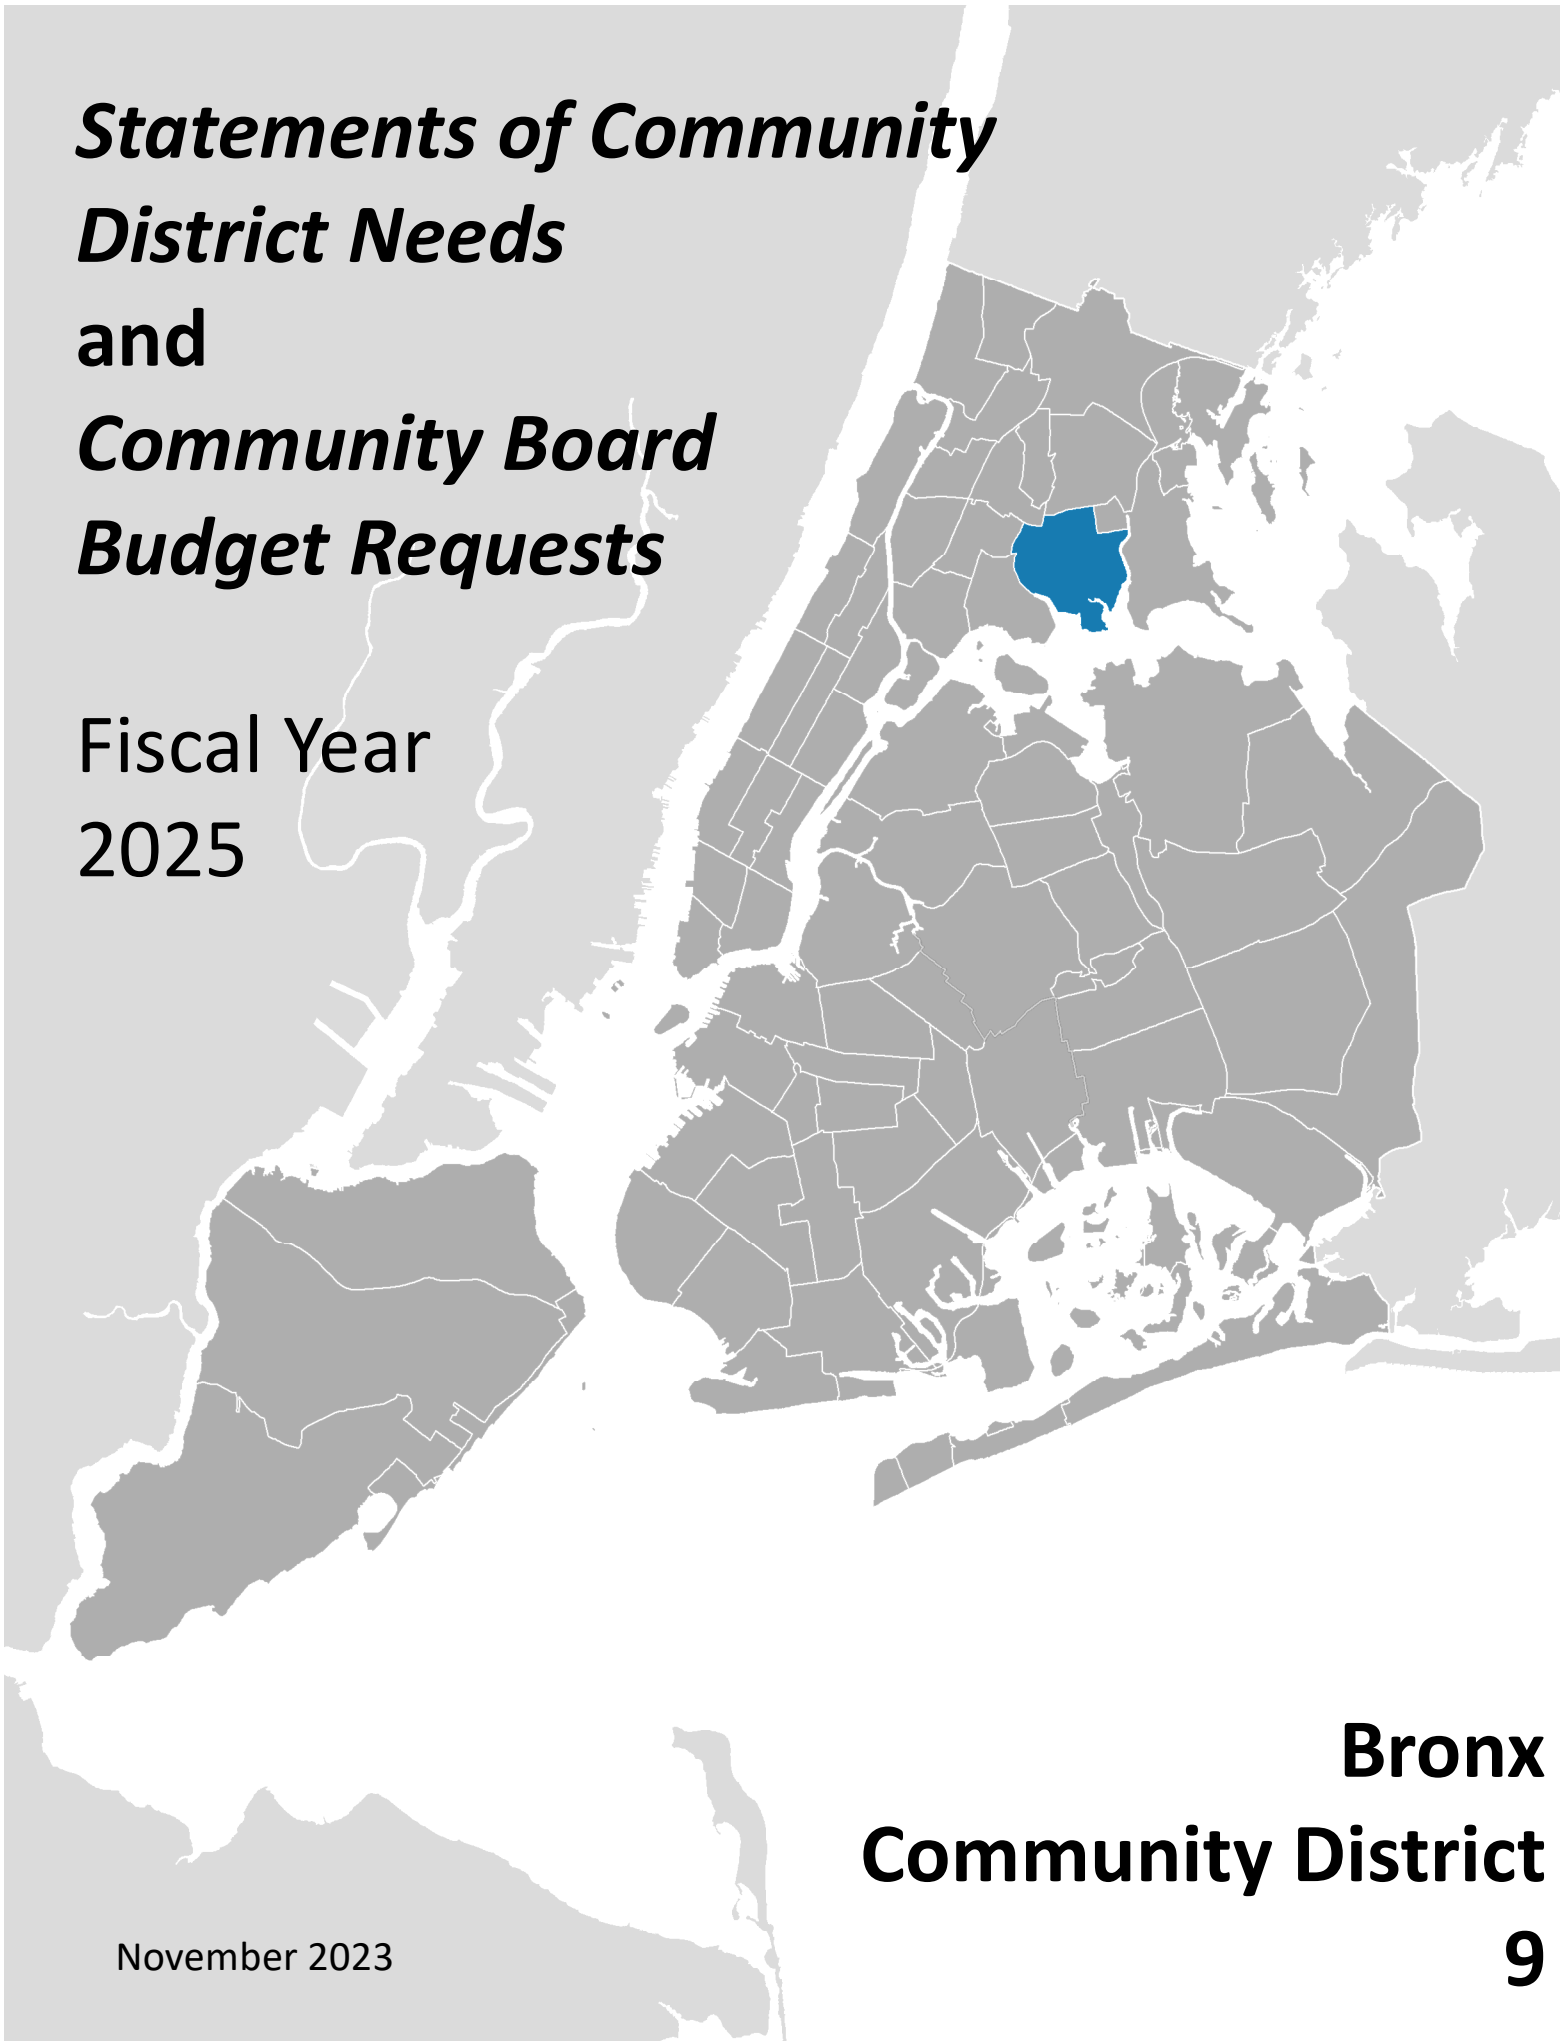 Statements of Community
District Needs
and
Community Board
Budget Requests
Fiscal Year
2025
Bronx
Community District
9
November 2023